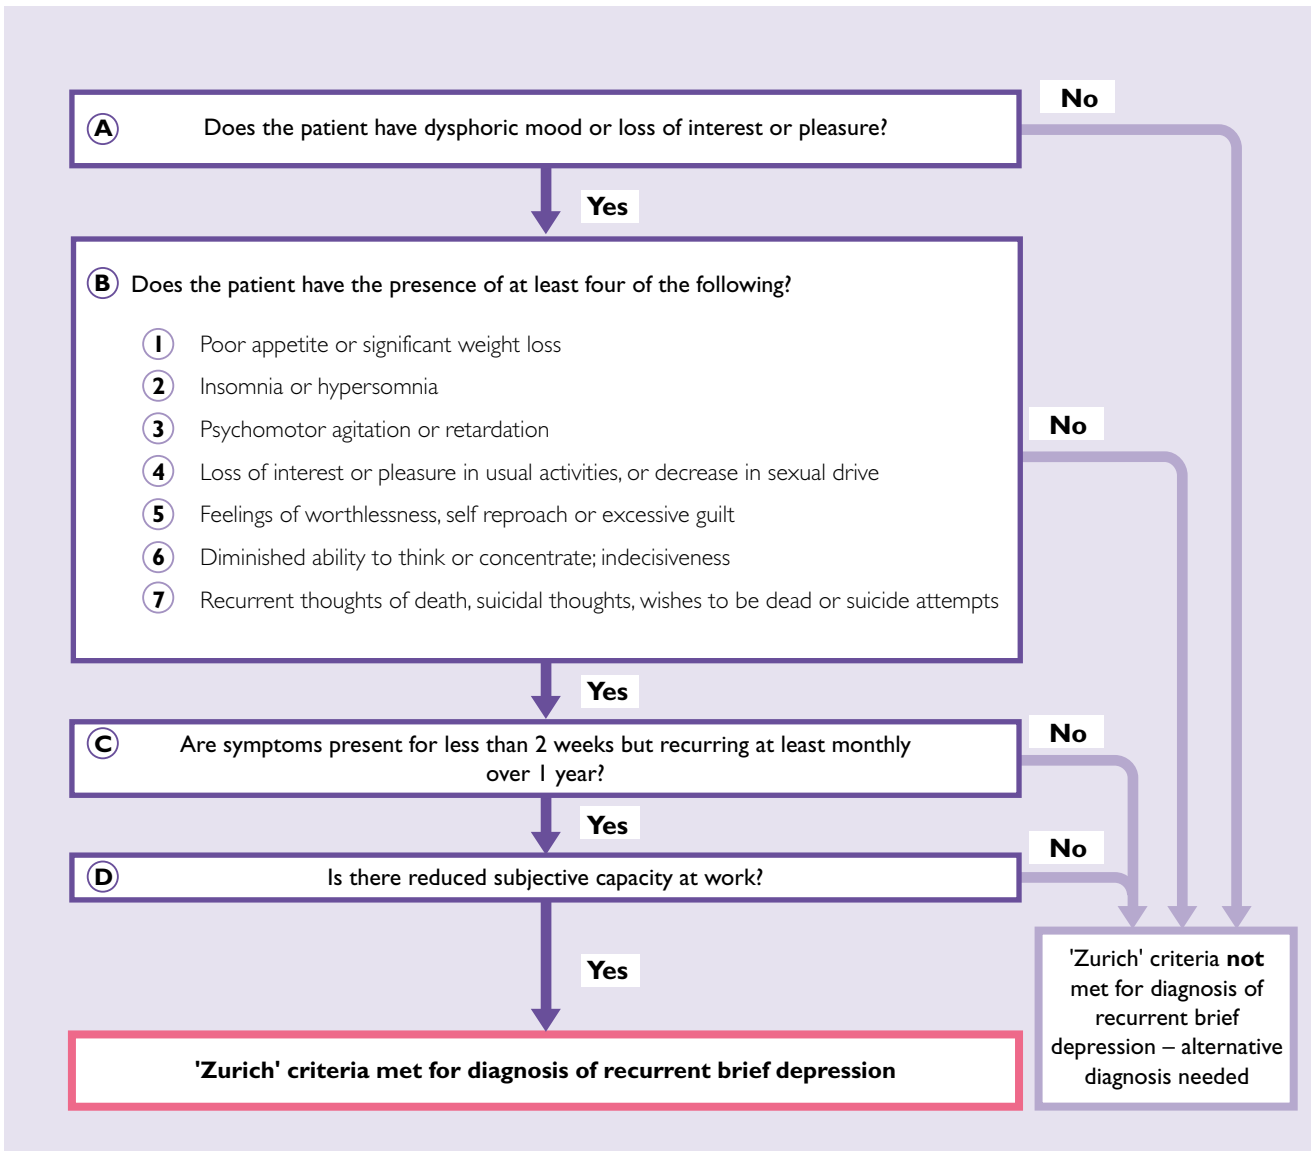 No
A
Does the patient have dysphoric mood or loss of interest or pleasure?
Yes
B
Does the patient have the presence of at least four of the following?
1 Poor appetite or significant weight loss
2 Insomnia or hypersomnia
3 Psychomotor agitation or retardation
4 Loss of interest or pleasure in usual activities, or decrease in sexual drive
5 Feelings of worthlessness, self reproach or excessive guilt
6 Diminished ability to think or concentrate; indecisiveness
7 Recurrent thoughts of death, suicidal thoughts, wishes to be dead or suicide attempts
No
Yes
C
Are symptoms present for less than 2 weeks but recurring at least monthly
over 1 year?
No
Yes
D
Is there reduced subjective capacity at work?
No
Yes
'Zurich' criteria met for diagnosis of recurrent brief depression
'Zurich' criteria not
met for diagnosis of
recurrent brief
depression – alternative
diagnosis needed